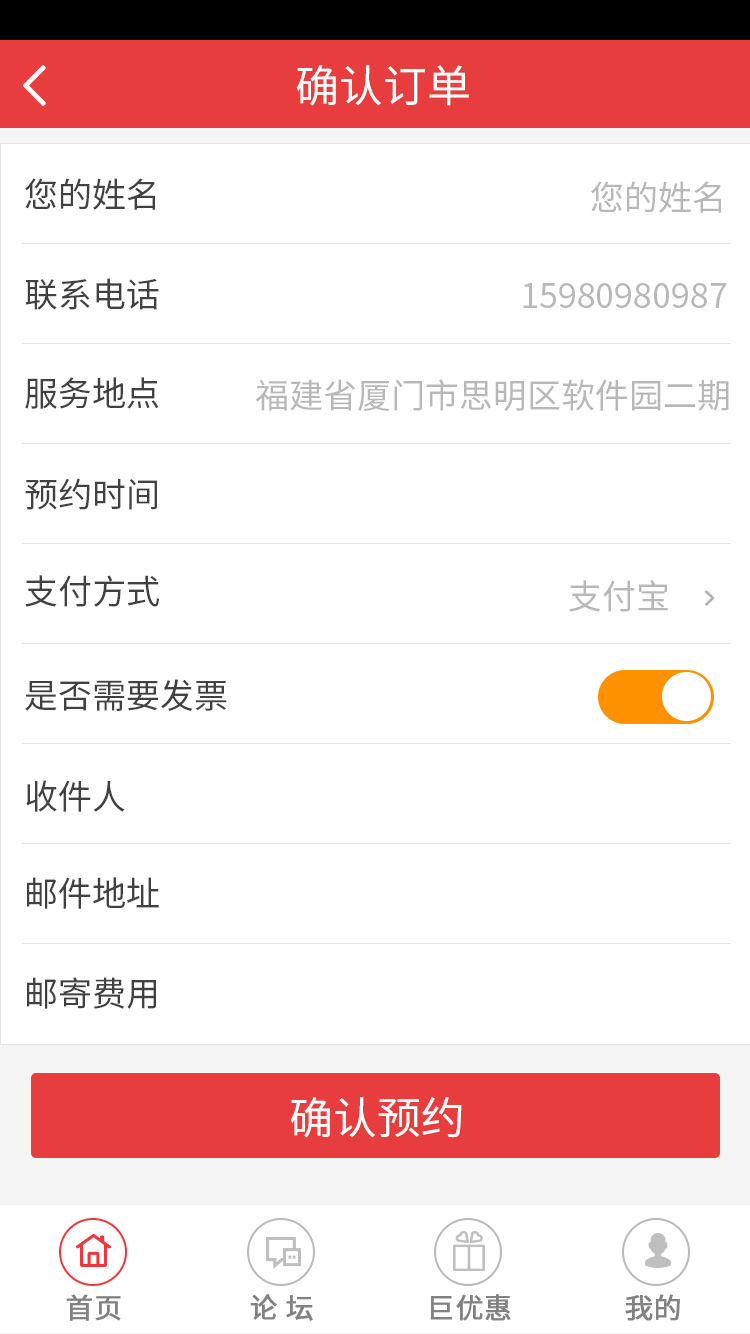 确认订单
您的姓名 您的姓名
联系电话 15980980987
服务地点 福建省厦门市思明区软件园二期
预约时间
支付方式 支付宝
是否需要发票
收件人
邮件地址
邮寄费用
确认预约
首页 论坛 巨优惠 我的